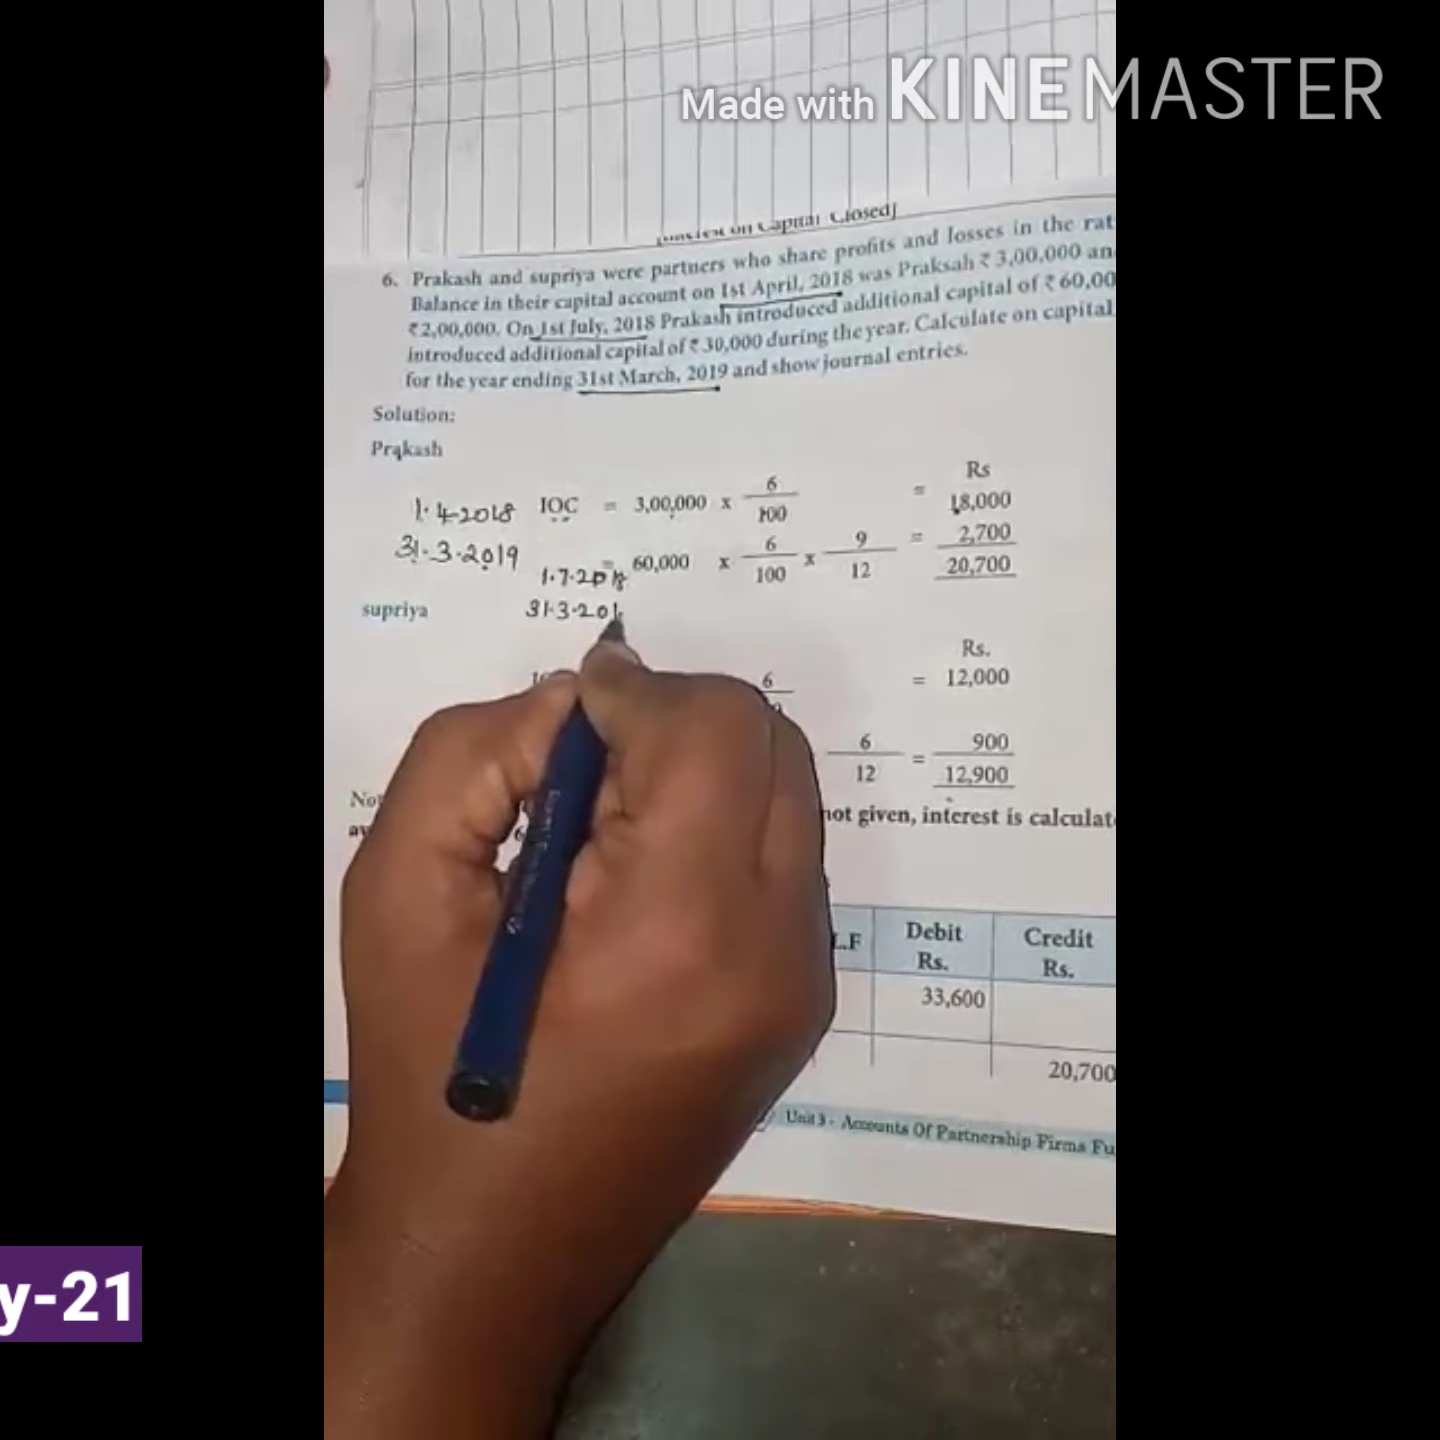 Made with KINEMASTER
on Capital Closed]
6. Prakash and supriya were partners who share profits and losses in the rat
Balance in their capital account on 1st April, 2018 was Praksah ₹ 3,00,000 an
₹ 2,00,000. On 1st July, 2018 Prakash introduced additional capital of ₹ 60,00
introduced additional capital of ₹ 30,000 during the year. Calculate on capital
for the year ending 31st March, 2019 and show journal entries.
Solution:
Prakash
Rs
1.4-2018 IOC = 3,00,000 x 6/100 = 18,000
31.3.2019
= 60,000 x 6/100 x 9/12 = 2,700
1.7.2018
20,700
supriya
31.3.201
Rs.
6 = 12,000
6/12 = 900
12,900
not given, interest is calculat
L.F Debit Rs. Credit Rs.
33,600
20,700
Unit 3 - Accounts Of Partnership Firms Fu
y-21